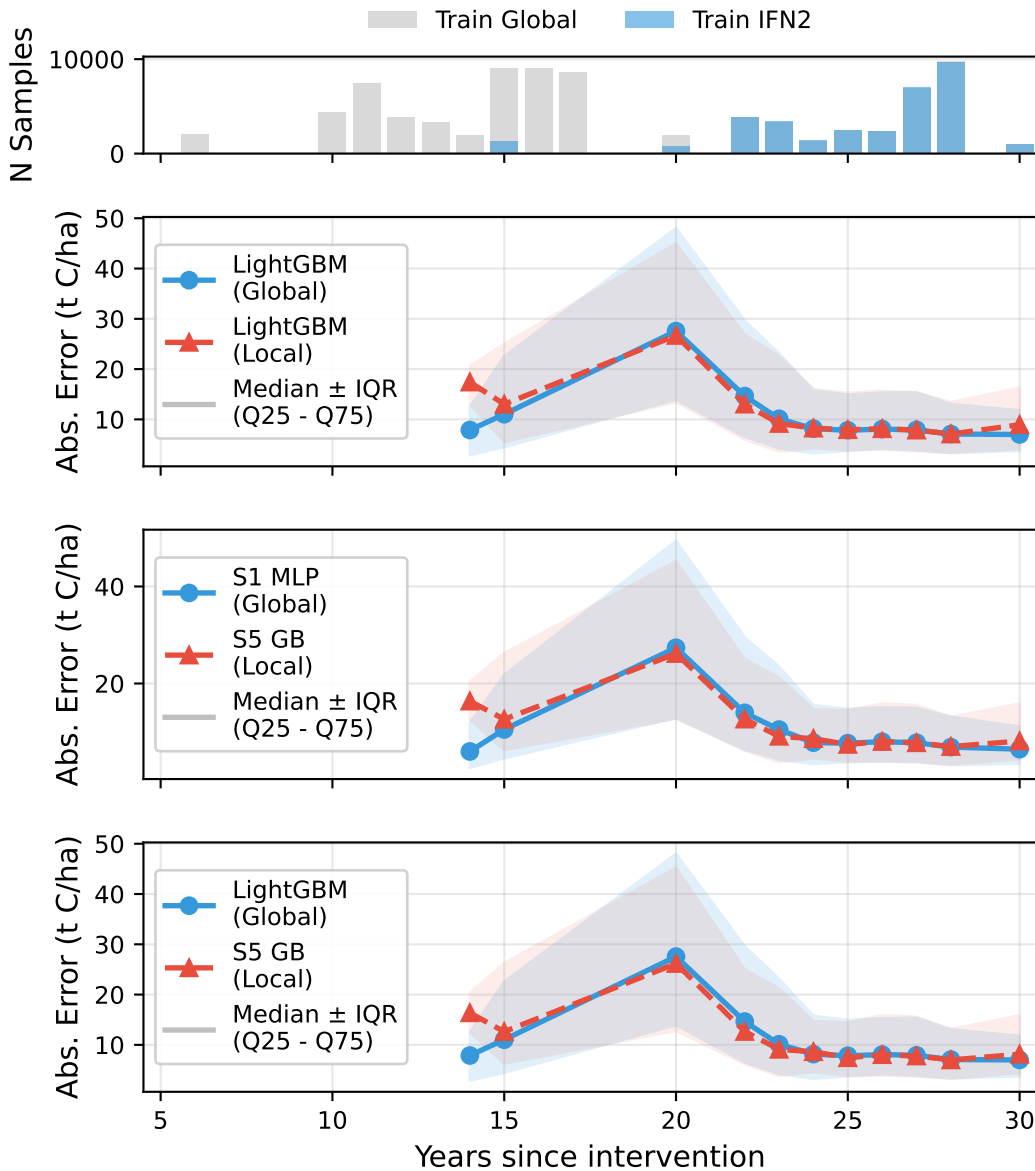 Train Global
Train IFN2
N Samples
10000
0
Abs. Error (t C/ha)
50
40
30
20
10
LightGBM
(Global)
LightGBM
(Local)
Median ± IQR
(Q25 - Q75)
Abs. Error (t C/ha)
40
20
S1 MLP
(Global)
S5 GB
(Local)
Median ± IQR
(Q25 - Q75)
Abs. Error (t C/ha)
50
40
30
20
10
LightGBM
(Global)
S5 GB
(Local)
Median ± IQR
(Q25 - Q75)
5 10 15 20 25 30
Years since intervention